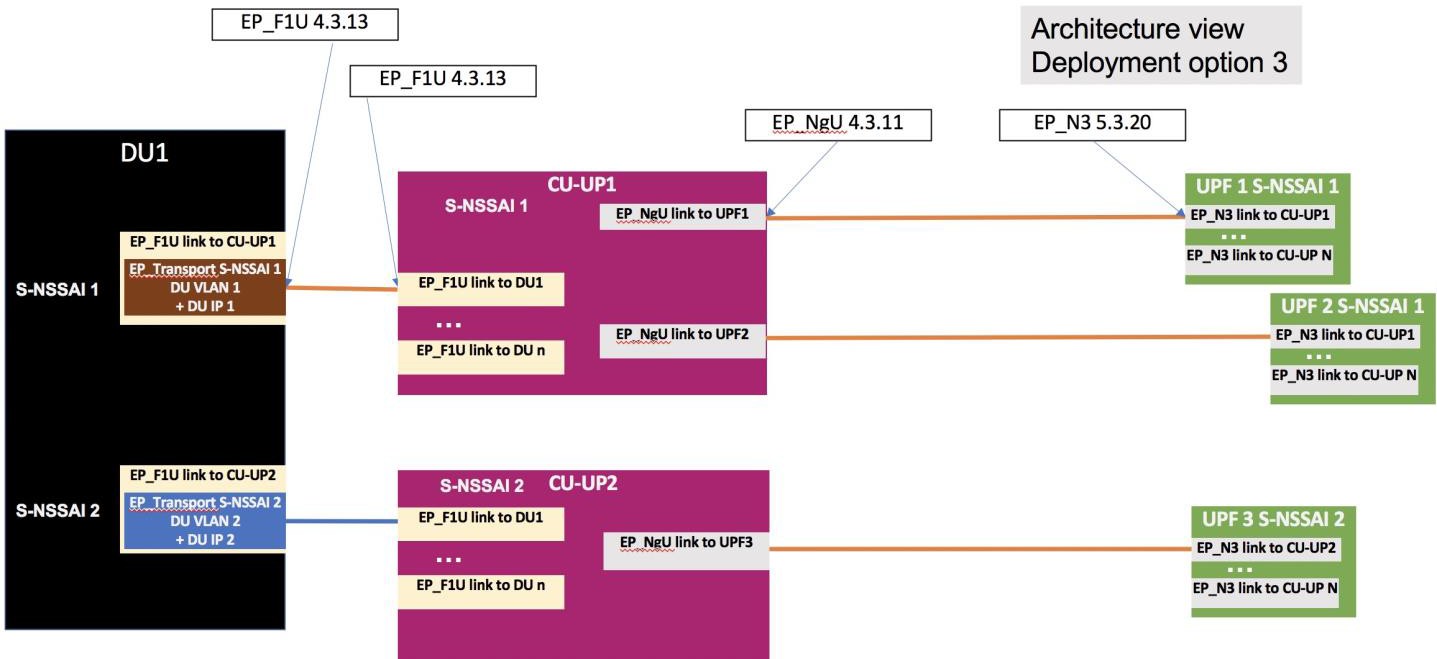 EP_F1U 4.3.13
EP_F1U 4.3.13
Architecture view
Deployment option 3
EP_NgU 4.3.11
EP_N3 5.3.20
DU1
S-NSSAI 1
EP_F1U link to CU-UP1
EP_Transport S-NSSAI 1
DU VLAN 1
+ DU IP 1
S-NSSAI 2
EP_F1U link to CU-UP2
EP_Transport S-NSSAI 2
DU VLAN 2
+ DU IP 2
CU-UP1
S-NSSAI 1
EP_NgU link to UPF1
EP_F1U link to DU1
...
EP_F1U link to DU n
EP_NgU link to UPF2
S-NSSAI 2 CU-UP2
EP_F1U link to DU1
...
EP_F1U link to DU n
EP_NgU link to UPF3
UPF 1 S-NSSAI 1
EP_N3 link to CU-UP1
...
EP_N3 link to CU-UP N
UPF 2 S-NSSAI 1
EP_N3 link to CU-UP1
...
EP_N3 link to CU-UP N
UPF 3 S-NSSAI 2
EP_N3 link to CU-UP2
...
EP_N3 link to CU-UP N